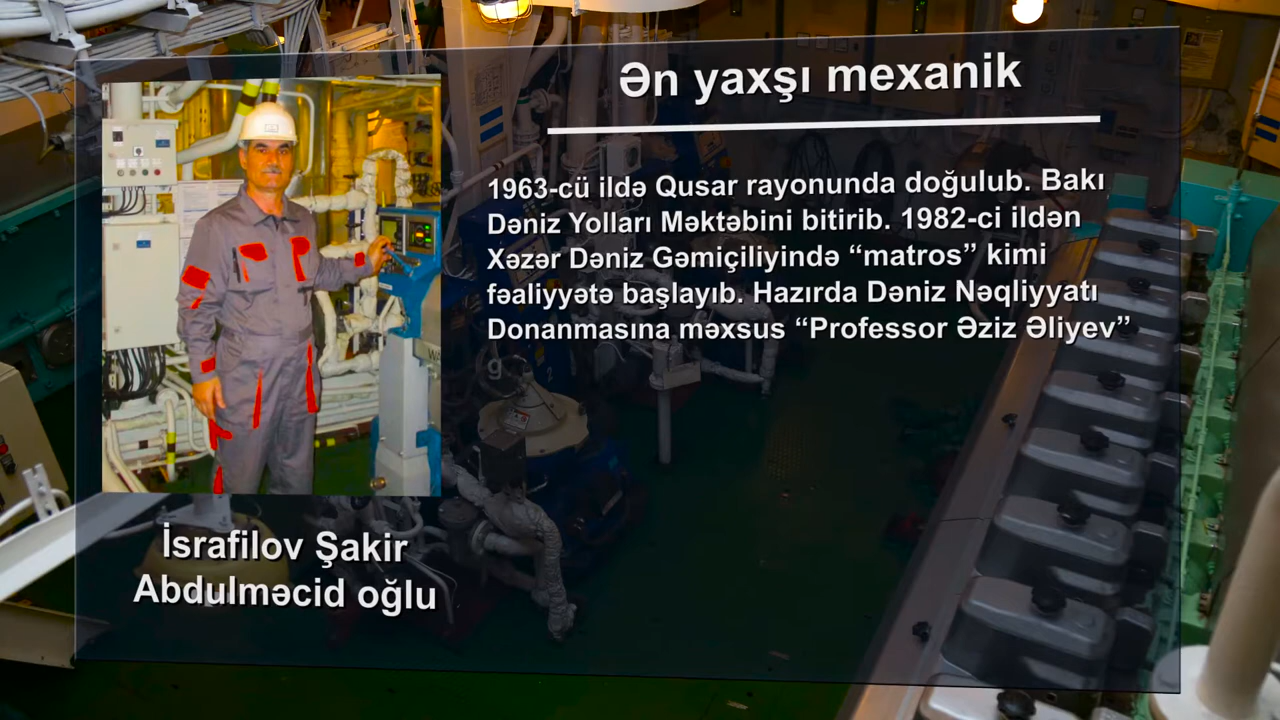 Ən yaxşı mexanik
1963-cü ildə Qusar rayonunda doğulub. Bakı
Dəniz Yolları Məktəbini bitirib. 1982-ci ildən
Xəzər Dəniz Gəmiçiliyində “matros” kimi
fəaliyyətə başlayıb. Hazırda Dəniz Nəqliyyatı
Donanmasına məxsus “Professor Əziz Əliyev”
g
İsrafilov Şakir
Abdulməcid oğlu